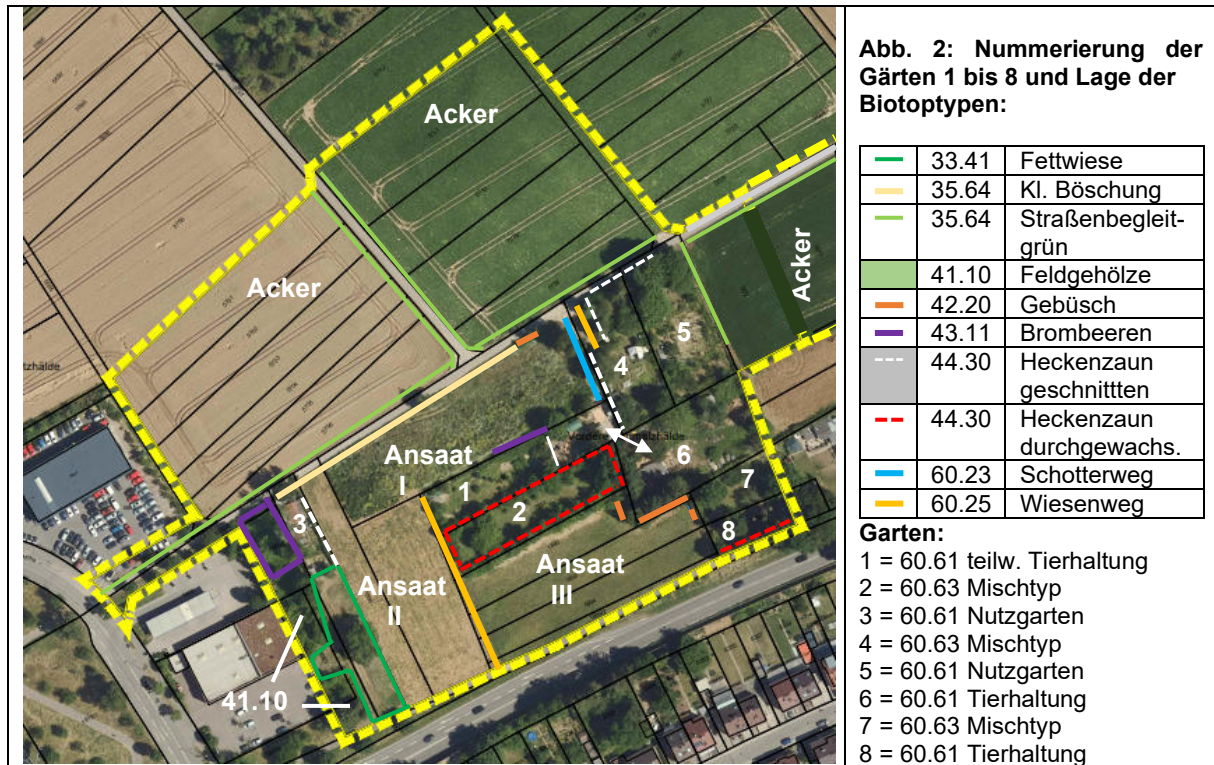 Acker
Acker
Acker
5
4
Ansaat
I
1
6
2
7
3
8
Ansaat
II
Ansaat
III
41.10
Abb. 2: Nummerierung der
Gärten 1 bis 8 und Lage der
Biotoptypen:
33.41 Fettwiese
35.64 Kl. Böschung
35.64 Straßenbegleit-
grün
41.10 Feldgehölze
42.20 Gebüsch
43.11 Brombeeren
44.30 Heckenzaun
geschnittten
44.30 Heckenzaun
durchgewachs.
60.23 Schotterweg
60.25 Wiesenweg
Garten:
1 = 60.61 teilw. Tierhaltung
2 = 60.63 Mischtyp
3 = 60.61 Nutzgarten
4 = 60.63 Mischtyp
5 = 60.61 Nutzgarten
6 = 60.61 Tierhaltung
7 = 60.63 Mischtyp
8 = 60.61 Tierhaltung